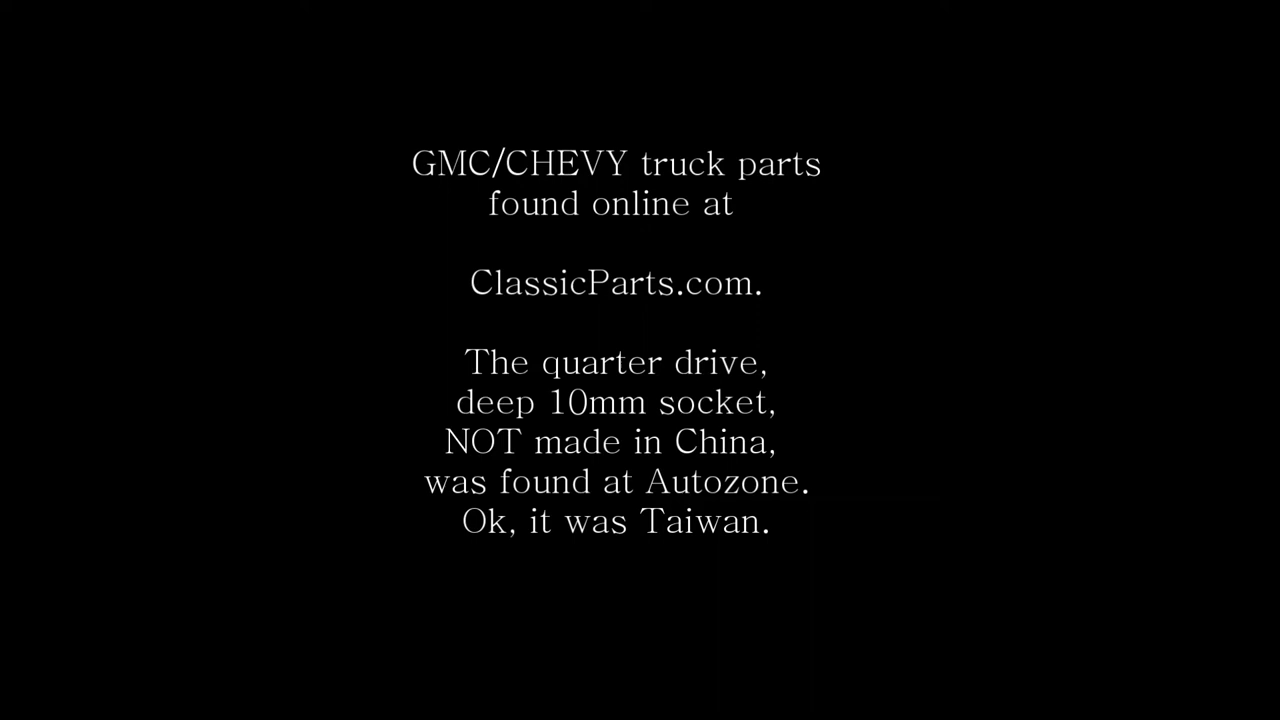 GMC/CHEVY truck parts
found online at
ClassicParts.com.
The quarter drive,
deep 10mm socket,
NOT made in China,
was found at Autozone.
Ok, it was Taiwan.